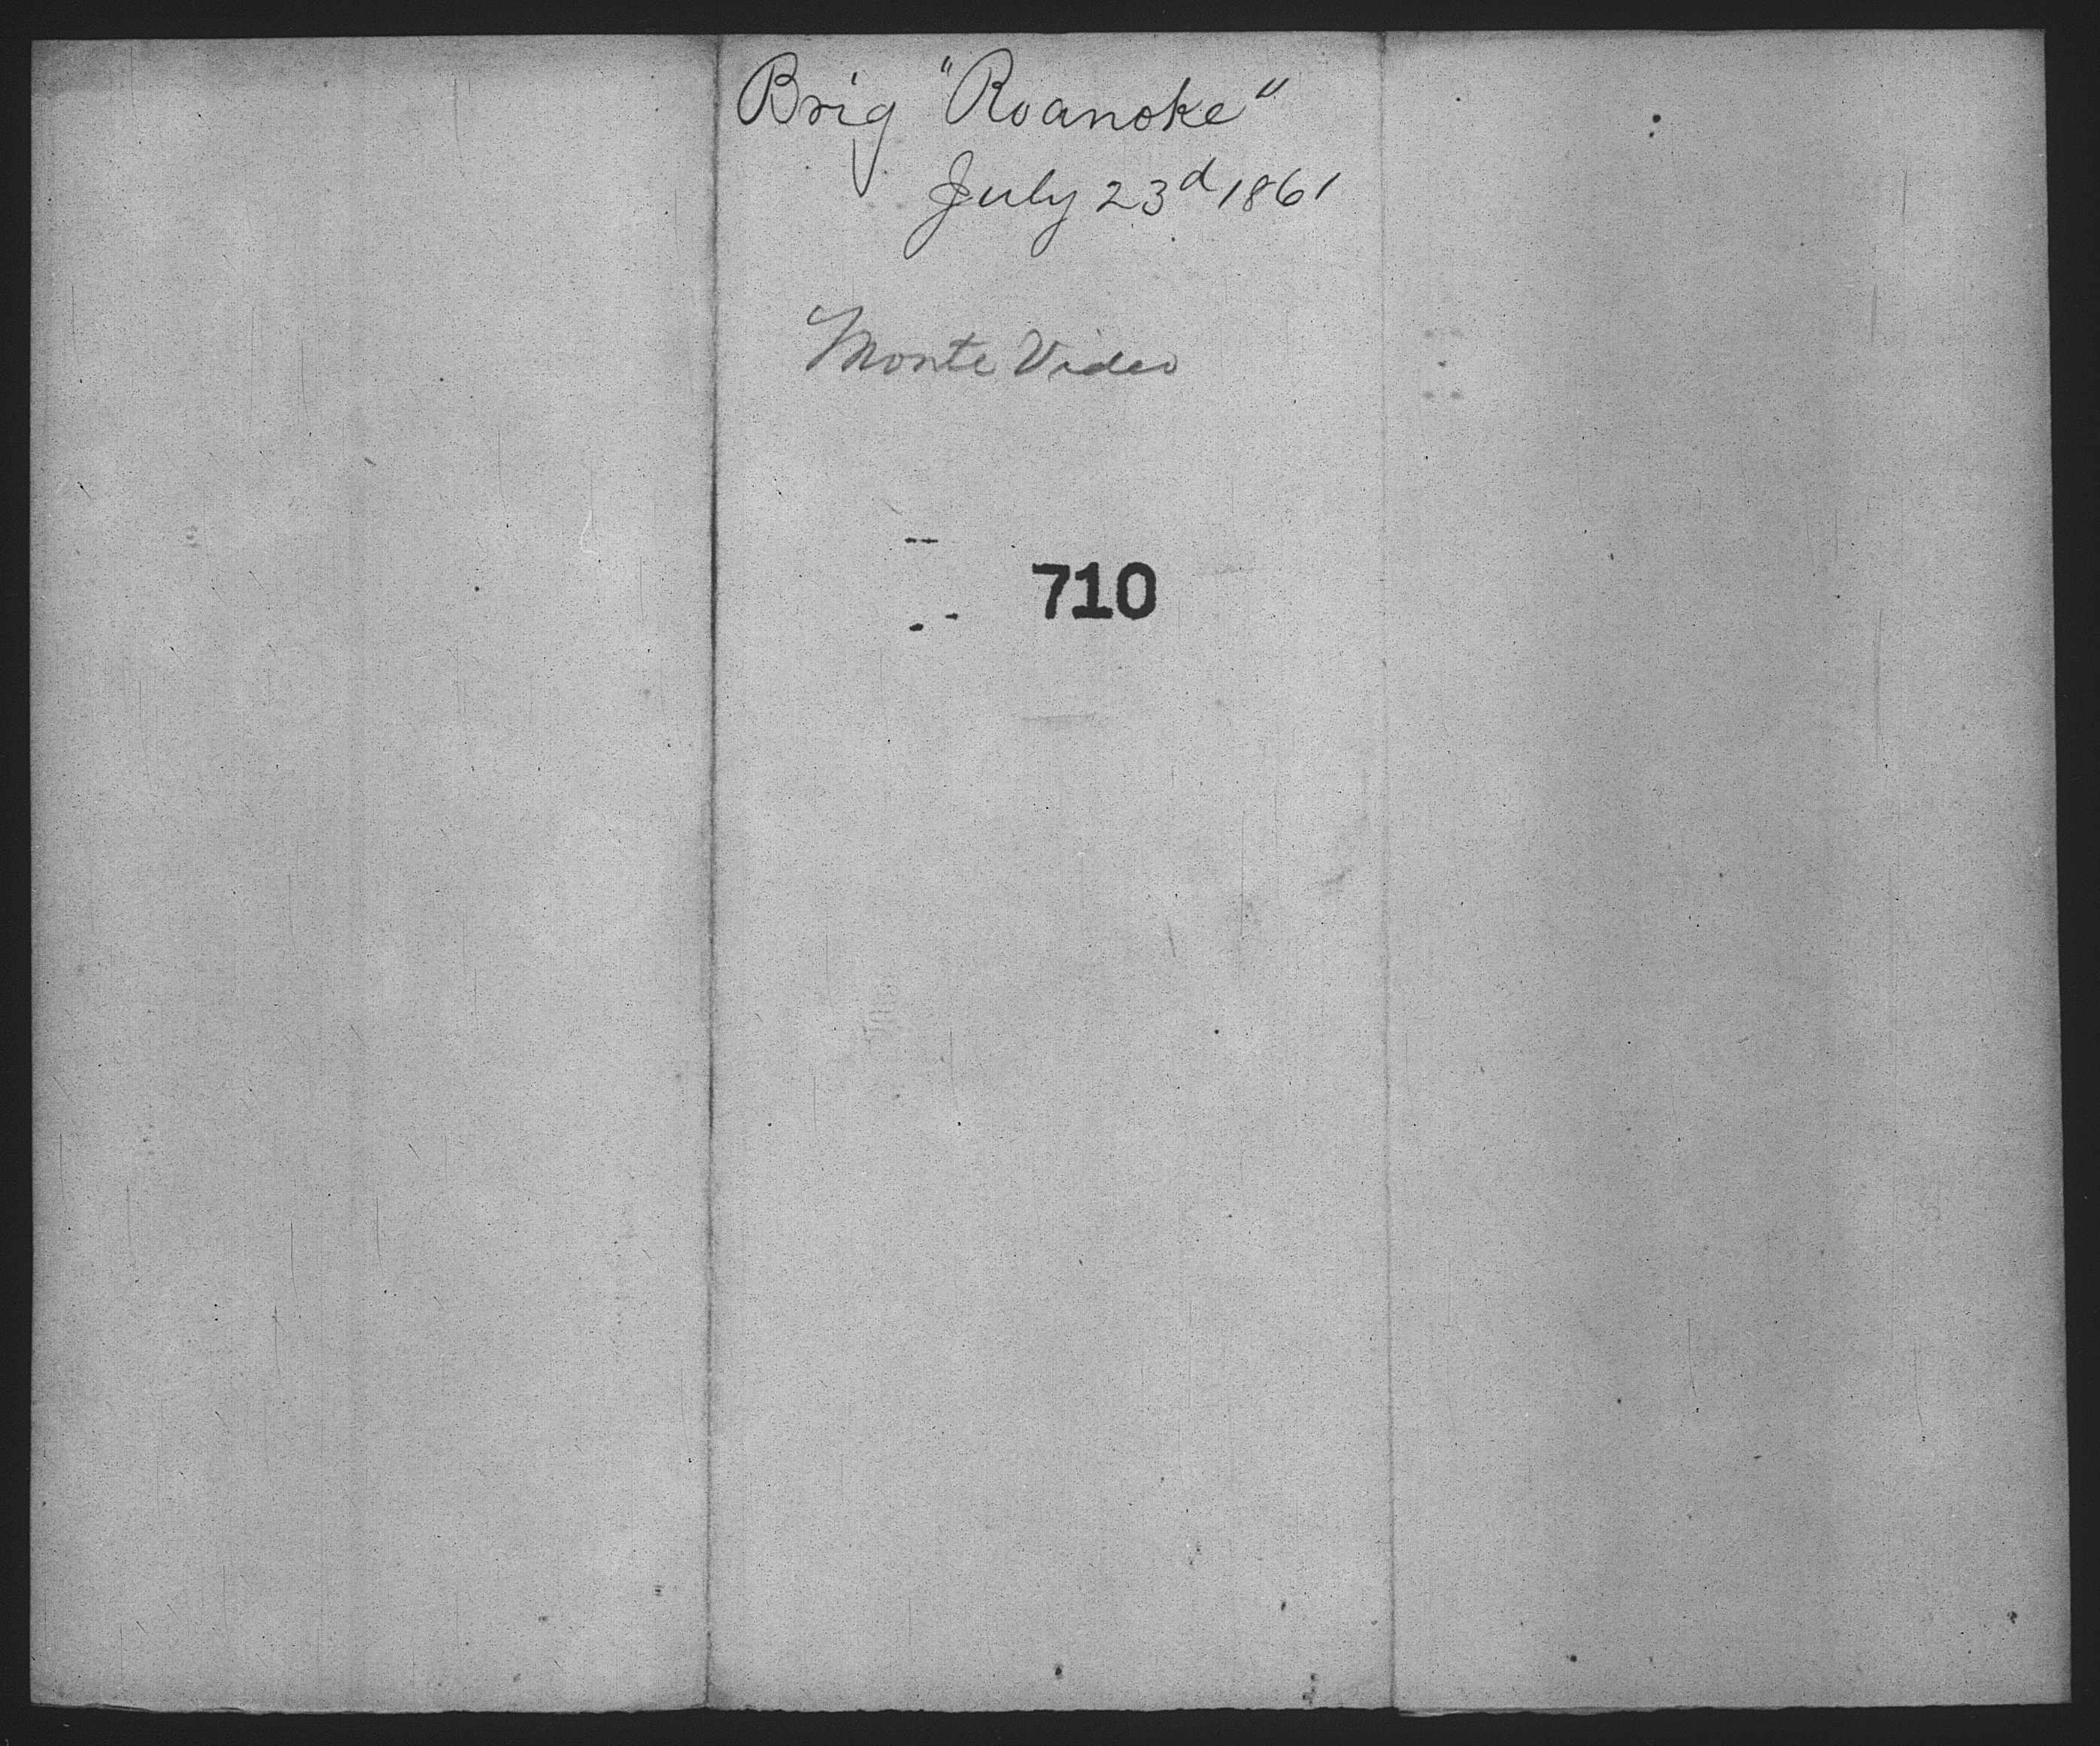 Brig "Roanoke"
July 23d 1861
Monte Video
710